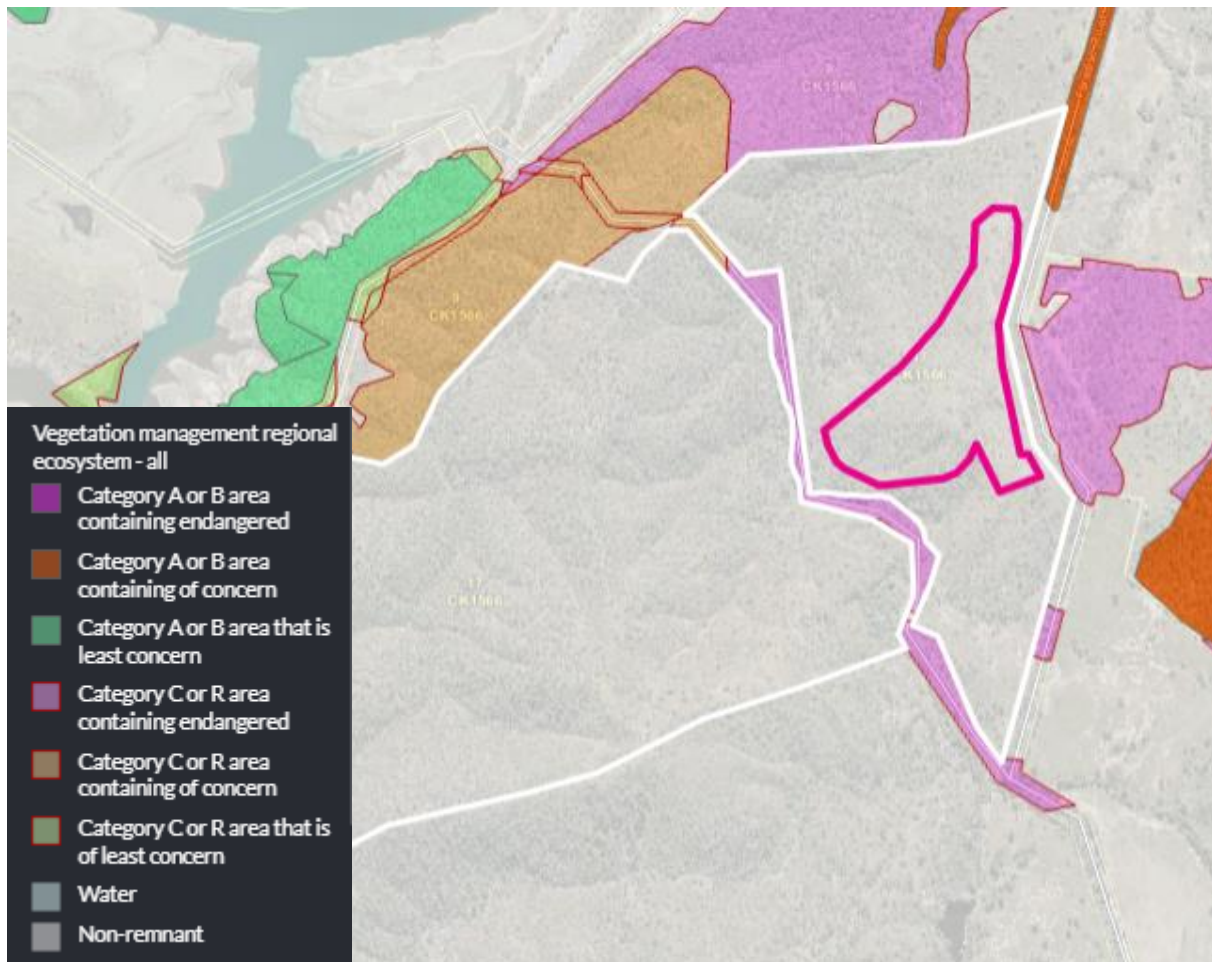 CK1566
9
CK1566
CK1566
17
CK1566
Vegetation management regional
ecosystem - all
Category A or B area
containing endangered
Category A or B area
containing of concern
Category A or B area that is
least concern
Category C or R area
containing endangered
Category C or R area
containing of concern
Category C or R area that is
of least concern
Water
Non-remnant